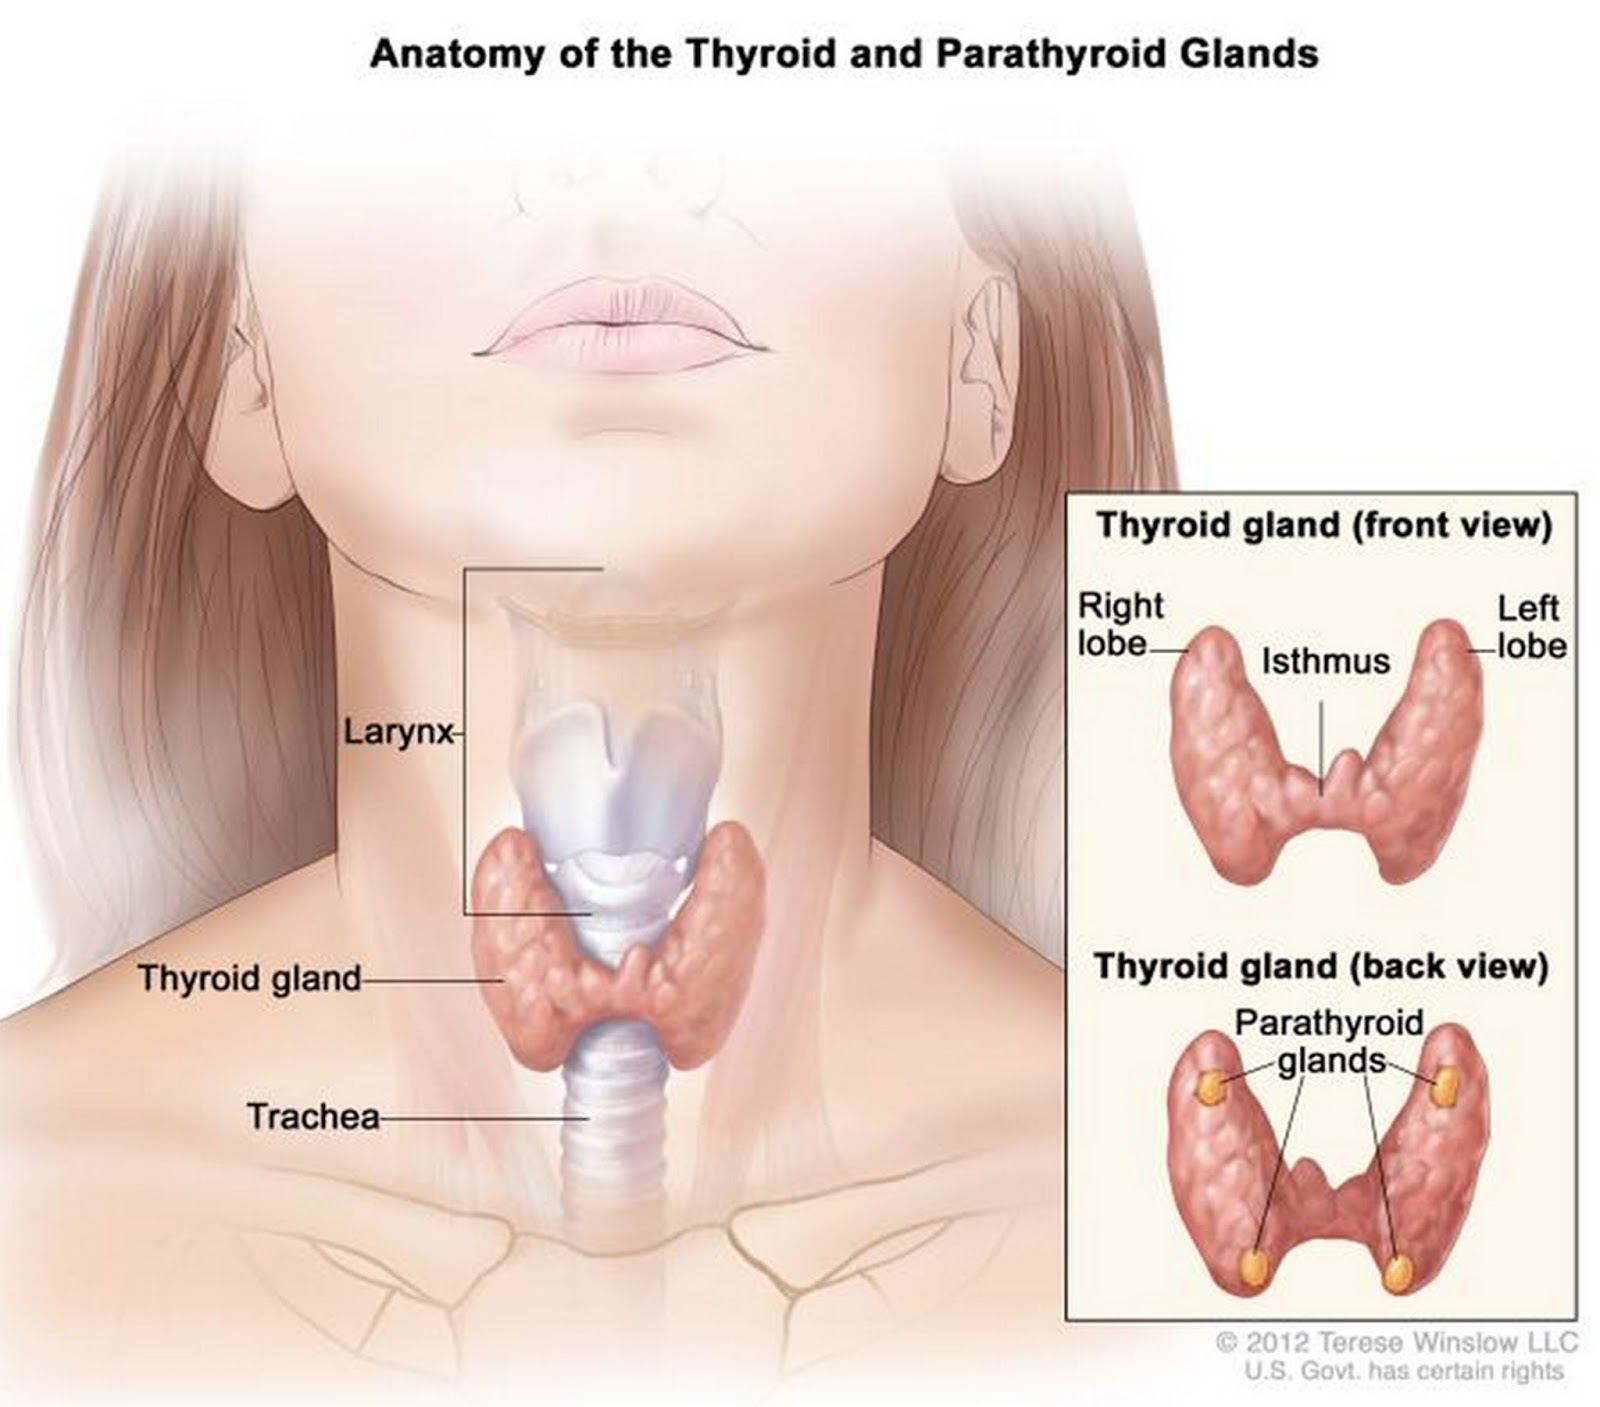 Anatomy of the Thyroid and Parathyroid Glands
Larynx
Thyroid gland
Trachea
Thyroid gland (front view)
Right
lobe
Isthmus
Left
lobe
Thyroid gland (back view)
Parathyroid
glands
© 2012 Terese Winslow LLC
U.S. Govt. has certain rights